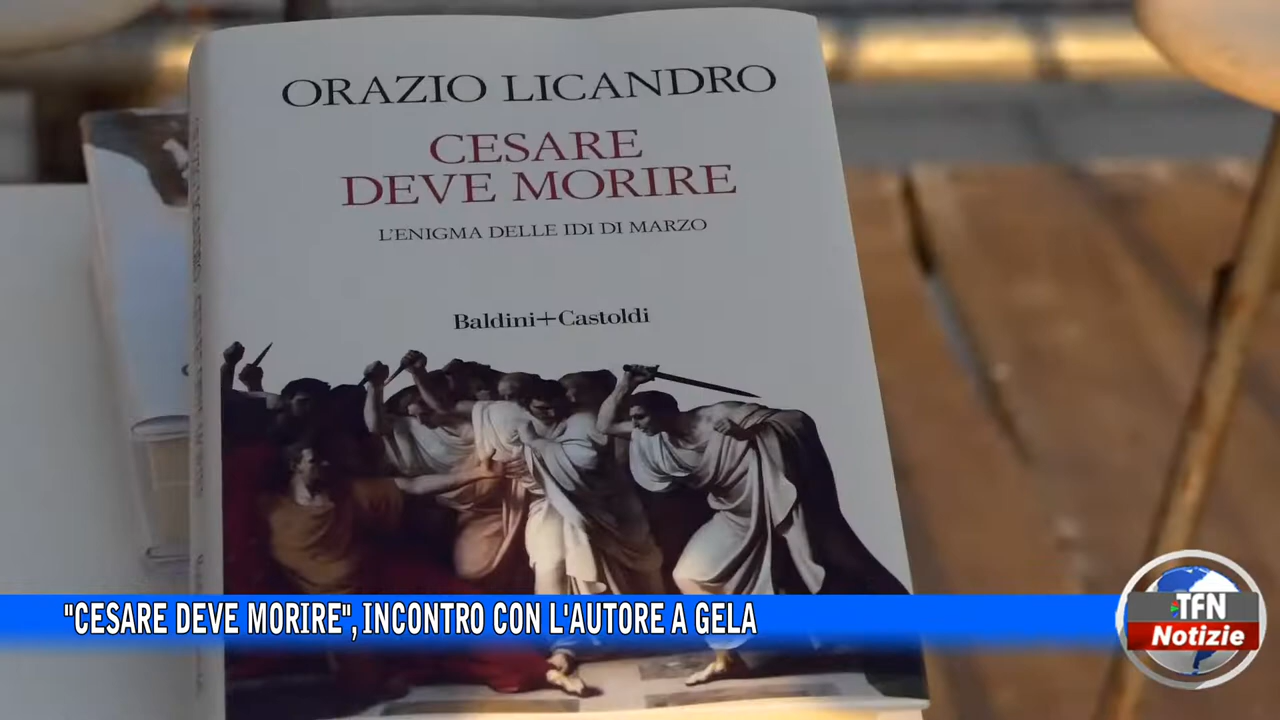 ORAZIO LICANDRO
CESARE
DEVE MORIRE
L'ENIGMA DELLE IDI DI MARZO
Baldini+Castoldi
"CESARE DEVE MORIRE", INCONTRO CON L'AUTORE A GELA
TFN
Notizie